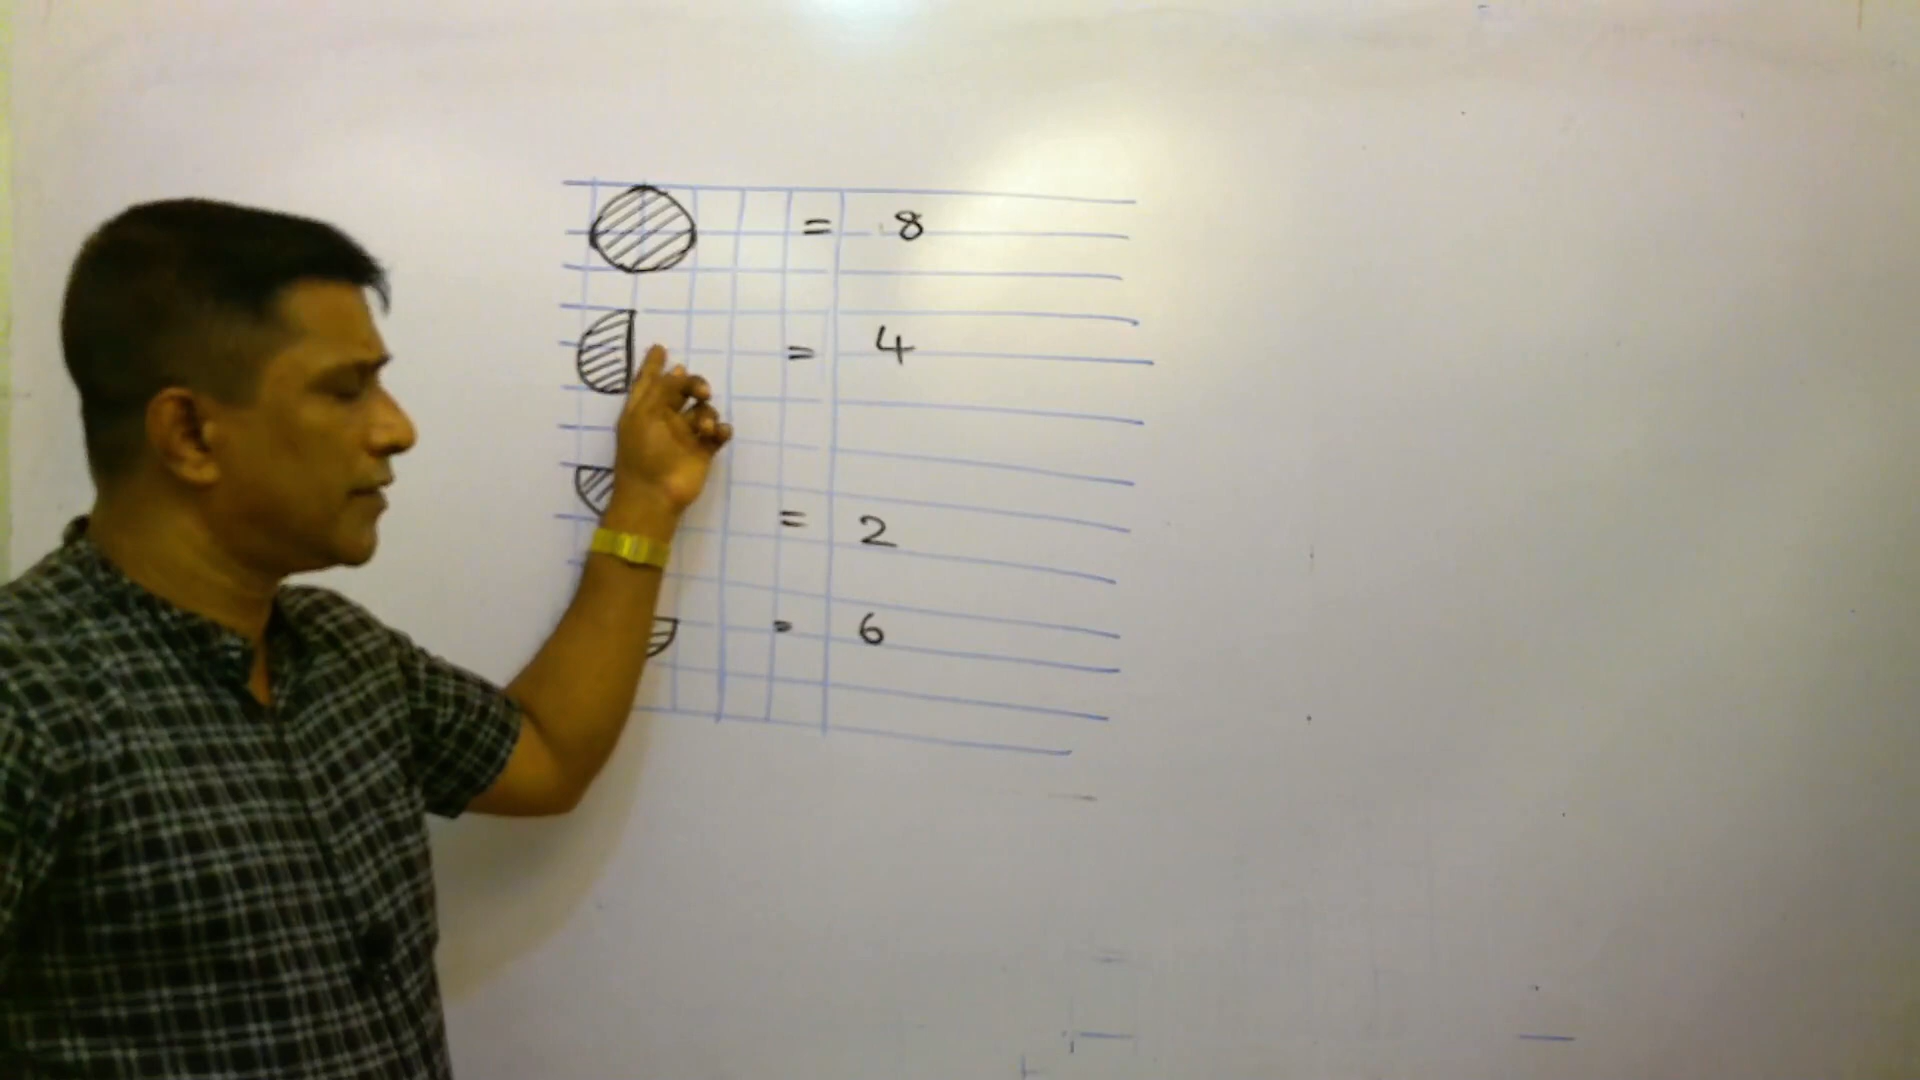 = 8
= 4
= 2
= 6